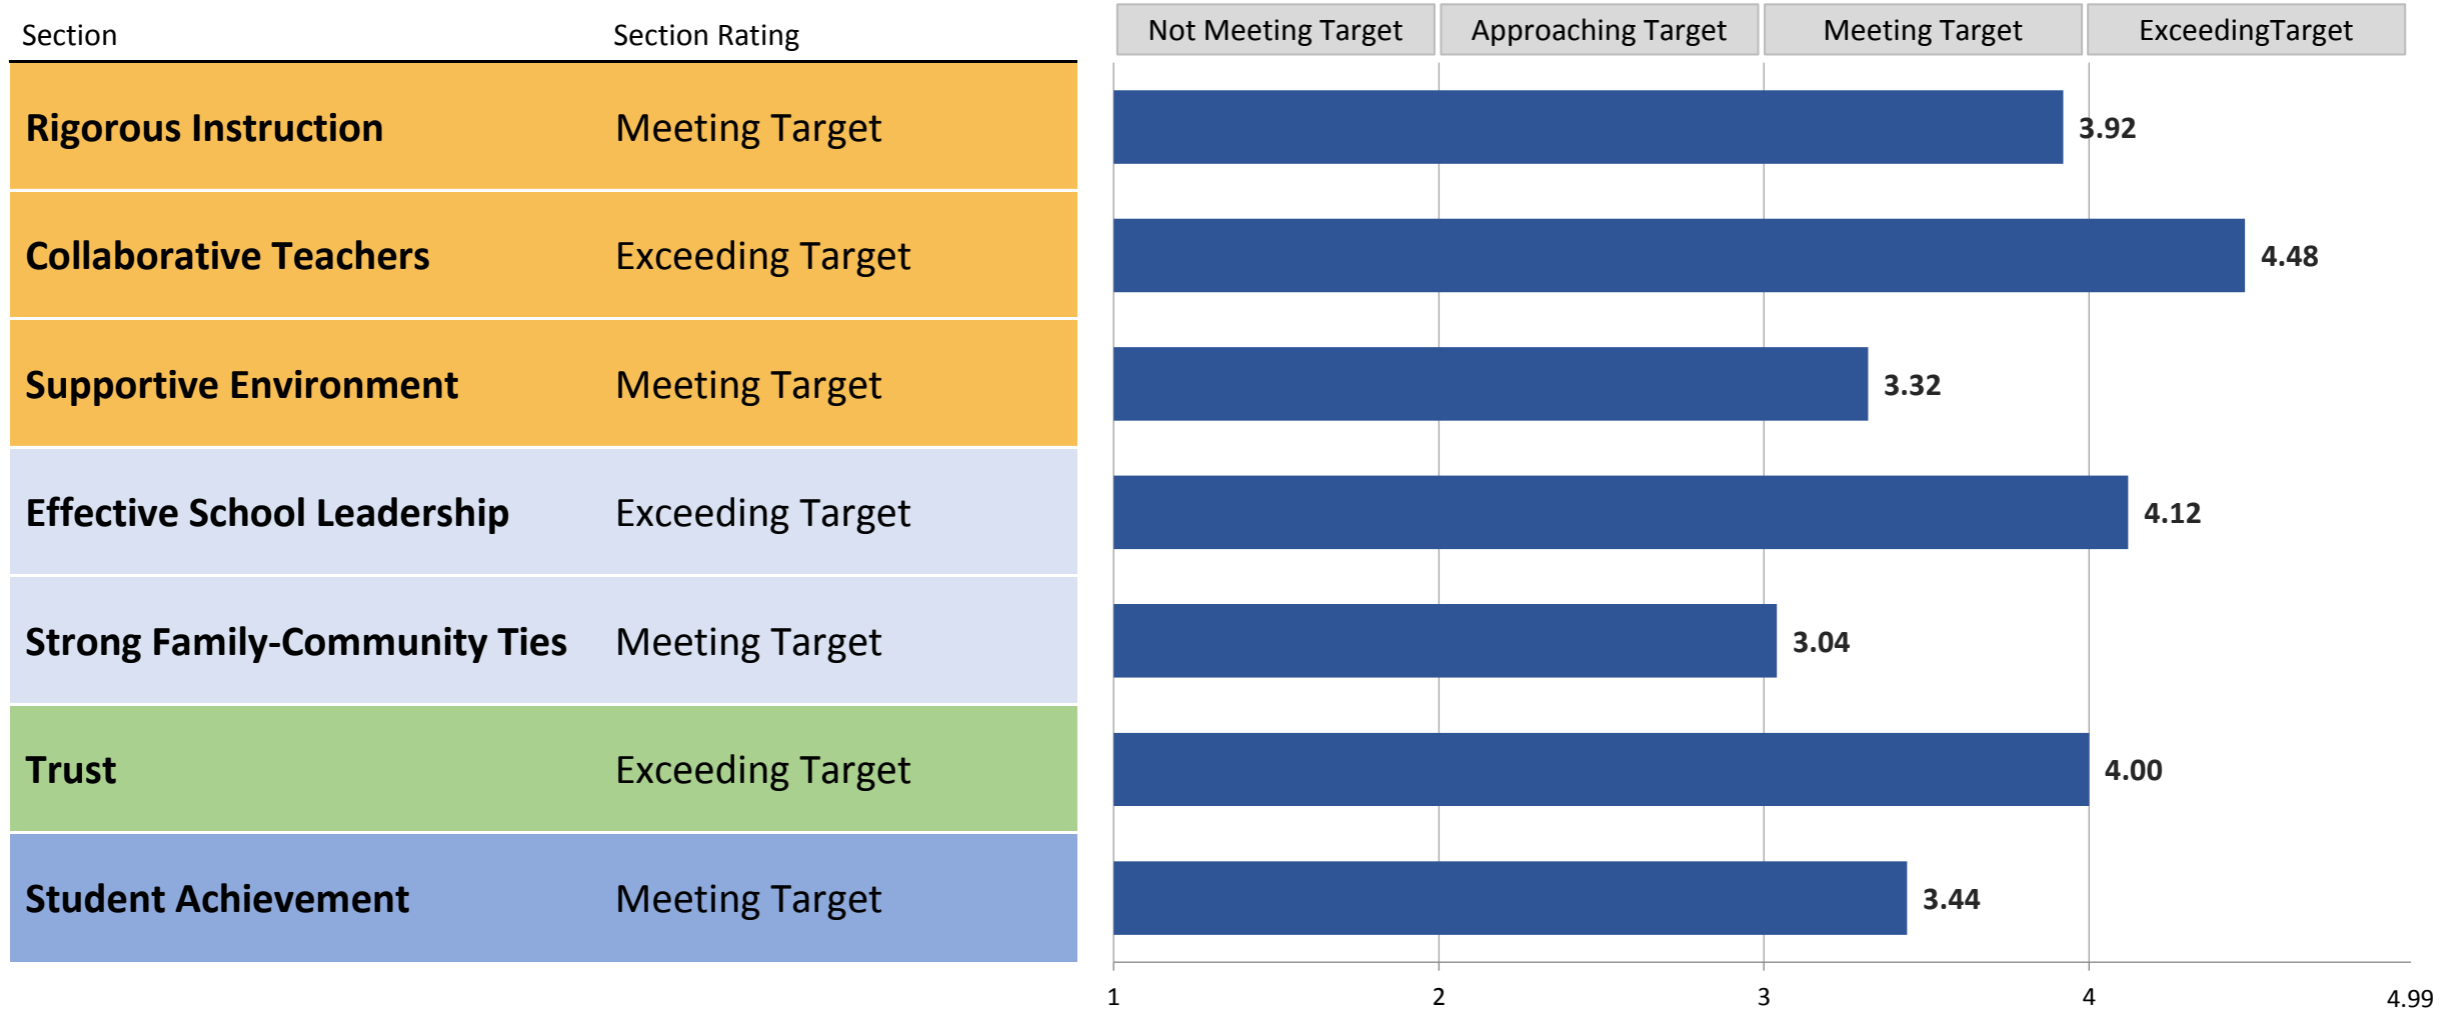 Section Section Rating Not Meeting Target Approaching Target Meeting Target ExceedingTarget
Rigorous Instruction Meeting Target 3.92
Collaborative Teachers Exceeding Target 4.48
Supportive Environment Meeting Target 3.32
Effective School Leadership Exceeding Target 4.12
Strong Family-Community Ties Meeting Target 3.04
Trust Exceeding Target 4.00
Student Achievement Meeting Target 3.44
1 2 3 4 4.99